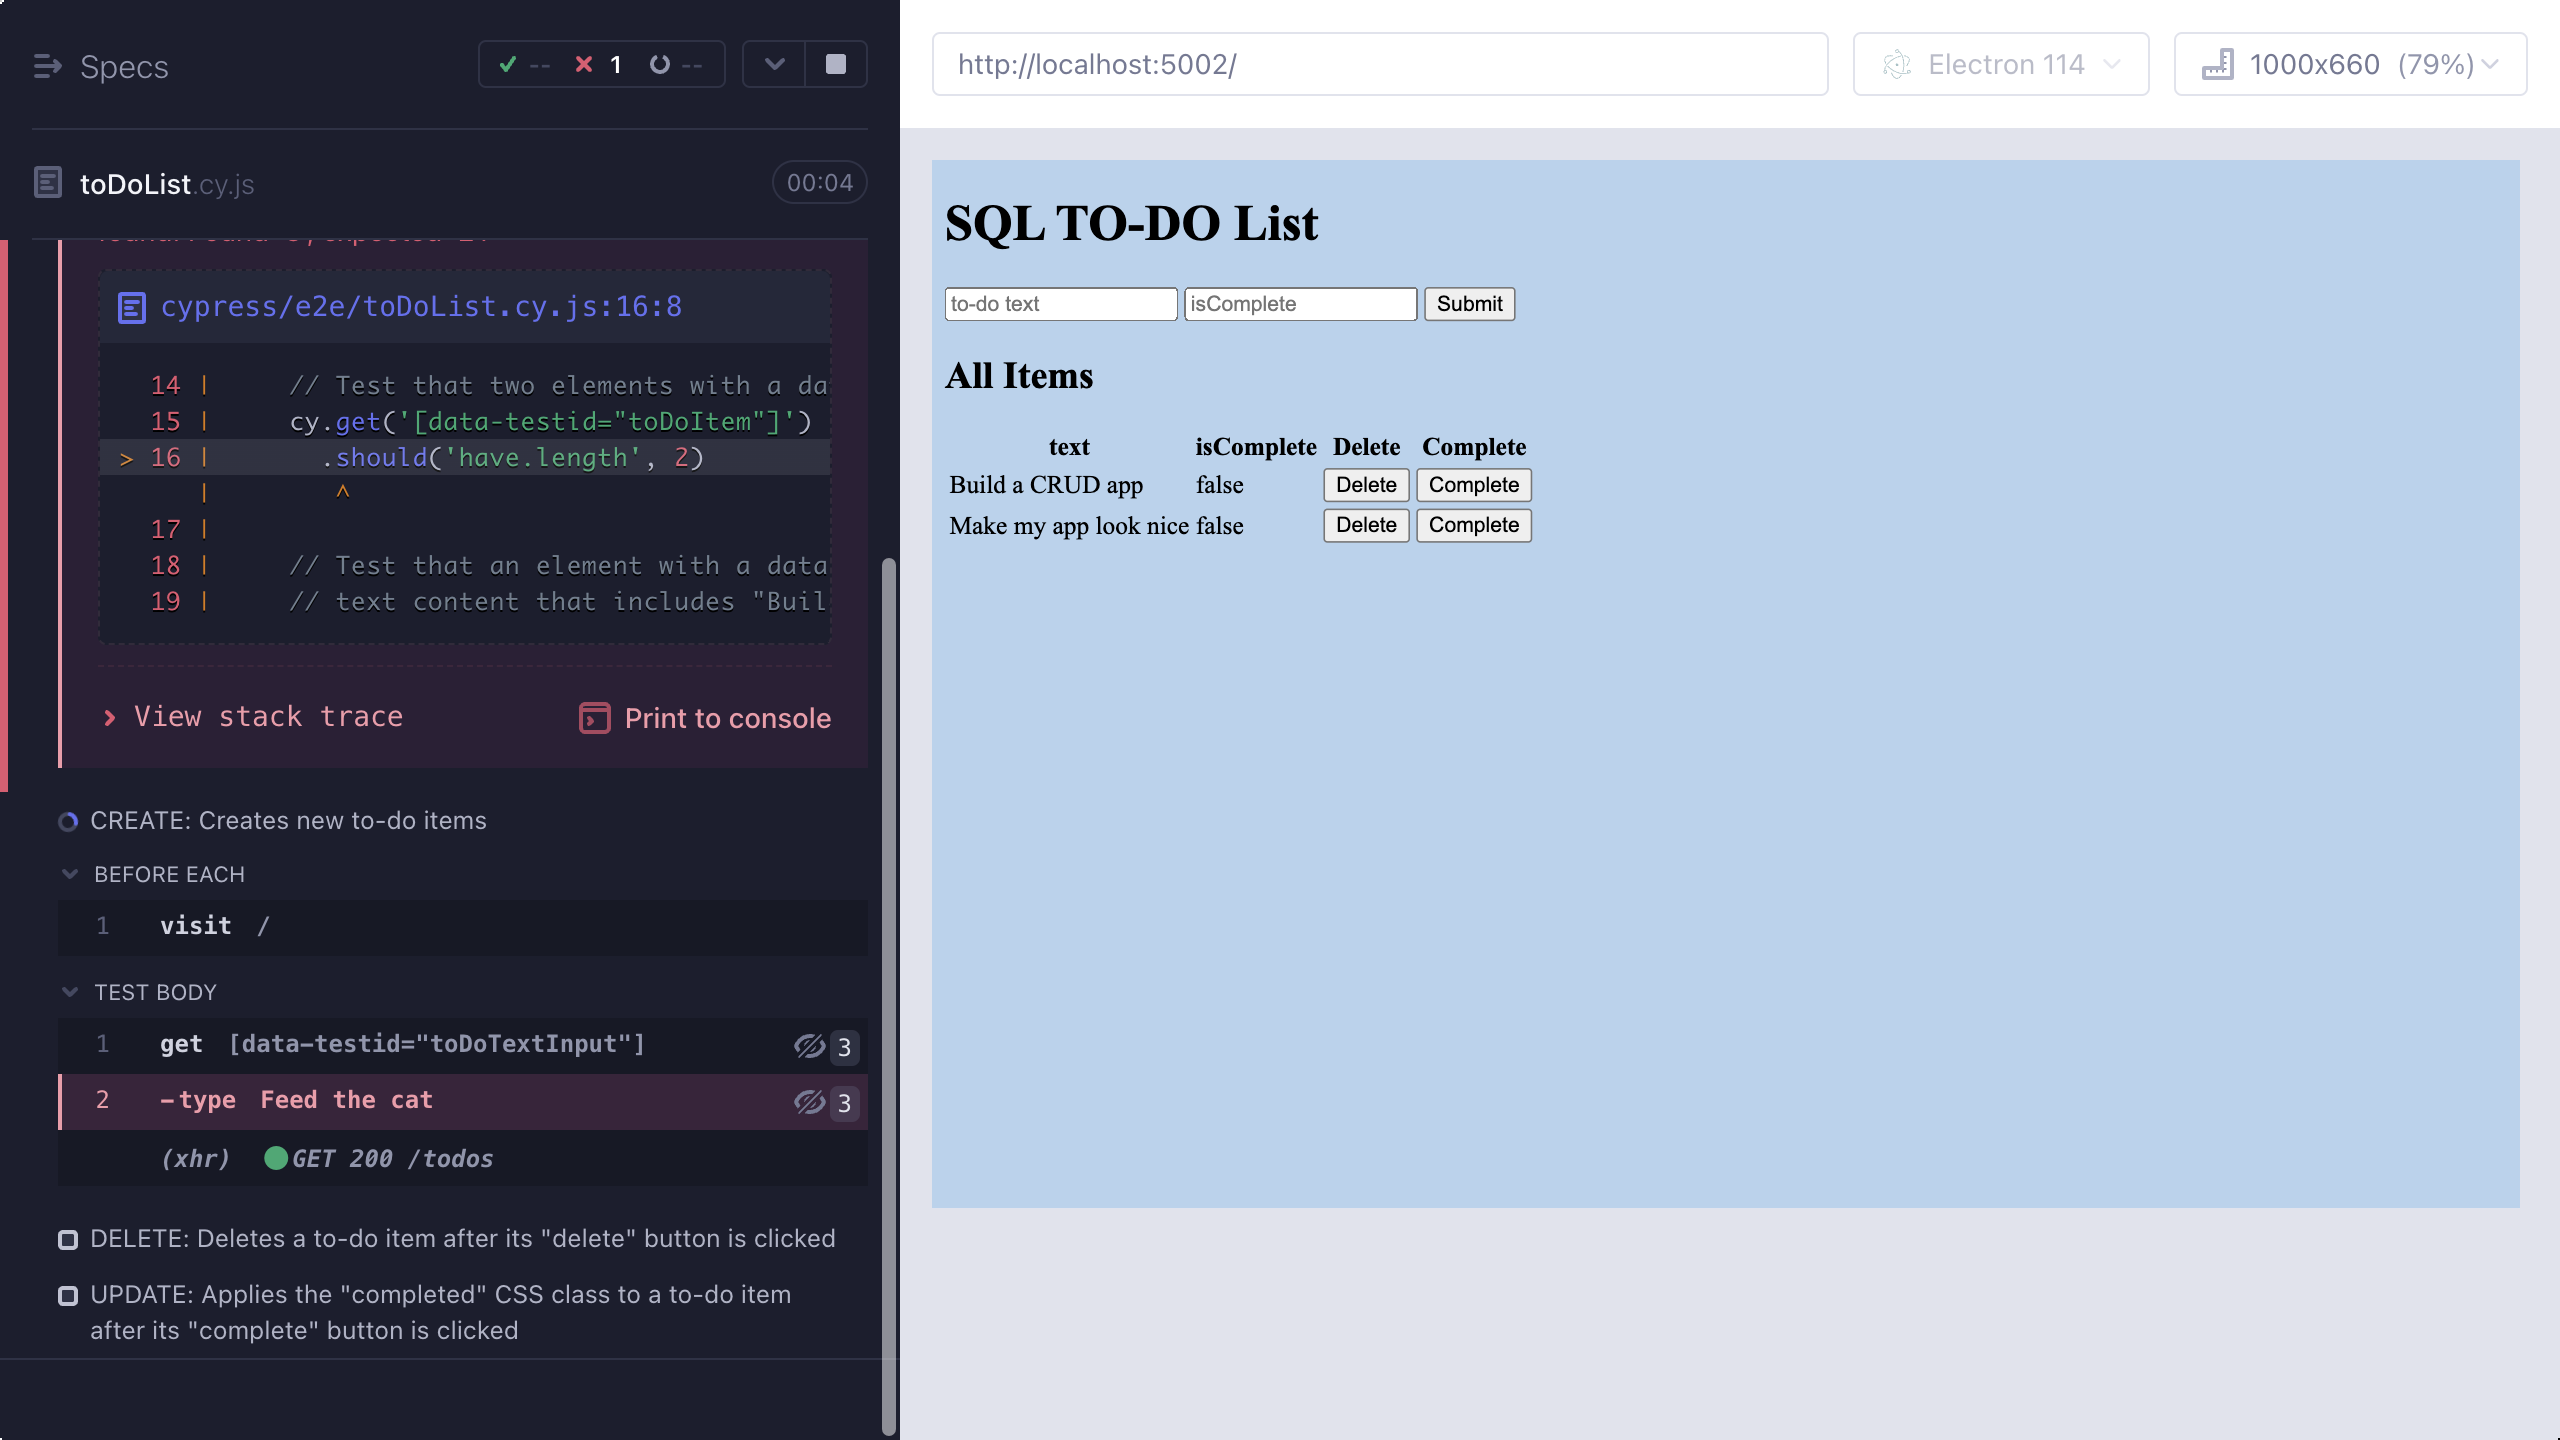 Specs
-- 1 --
toDoList.cy.js
00:04
cypress/e2e/toDoList.cy.js:16:8
14 | // Test that two elements with a da
15 | cy.get('[data-testid="toDoItem"]')
> 16 | .should('have.length', 2)
| ^
17 |
18 | // Test that an element with a data
19 | // text content that includes "Buil
View stack trace
Print to console
CREATE: Creates new to-do items
BEFORE EACH
1 visit /
TEST BODY
1 get [data-testid="toDoTextInput"] 3
2 -type Feed the cat 3
(xhr) GET 200 /todos
DELETE: Deletes a to-do item after its "delete" button is clicked
UPDATE: Applies the "completed" CSS class to a to-do item
after its "complete" button is clicked
http://localhost:5002/
Electron 114
1000x660 (79%)
SQL TO-DO List
to-do text isComplete Submit
All Items
text isComplete Delete Complete
Build a CRUD app false Delete Complete
Make my app look nice false Delete Complete